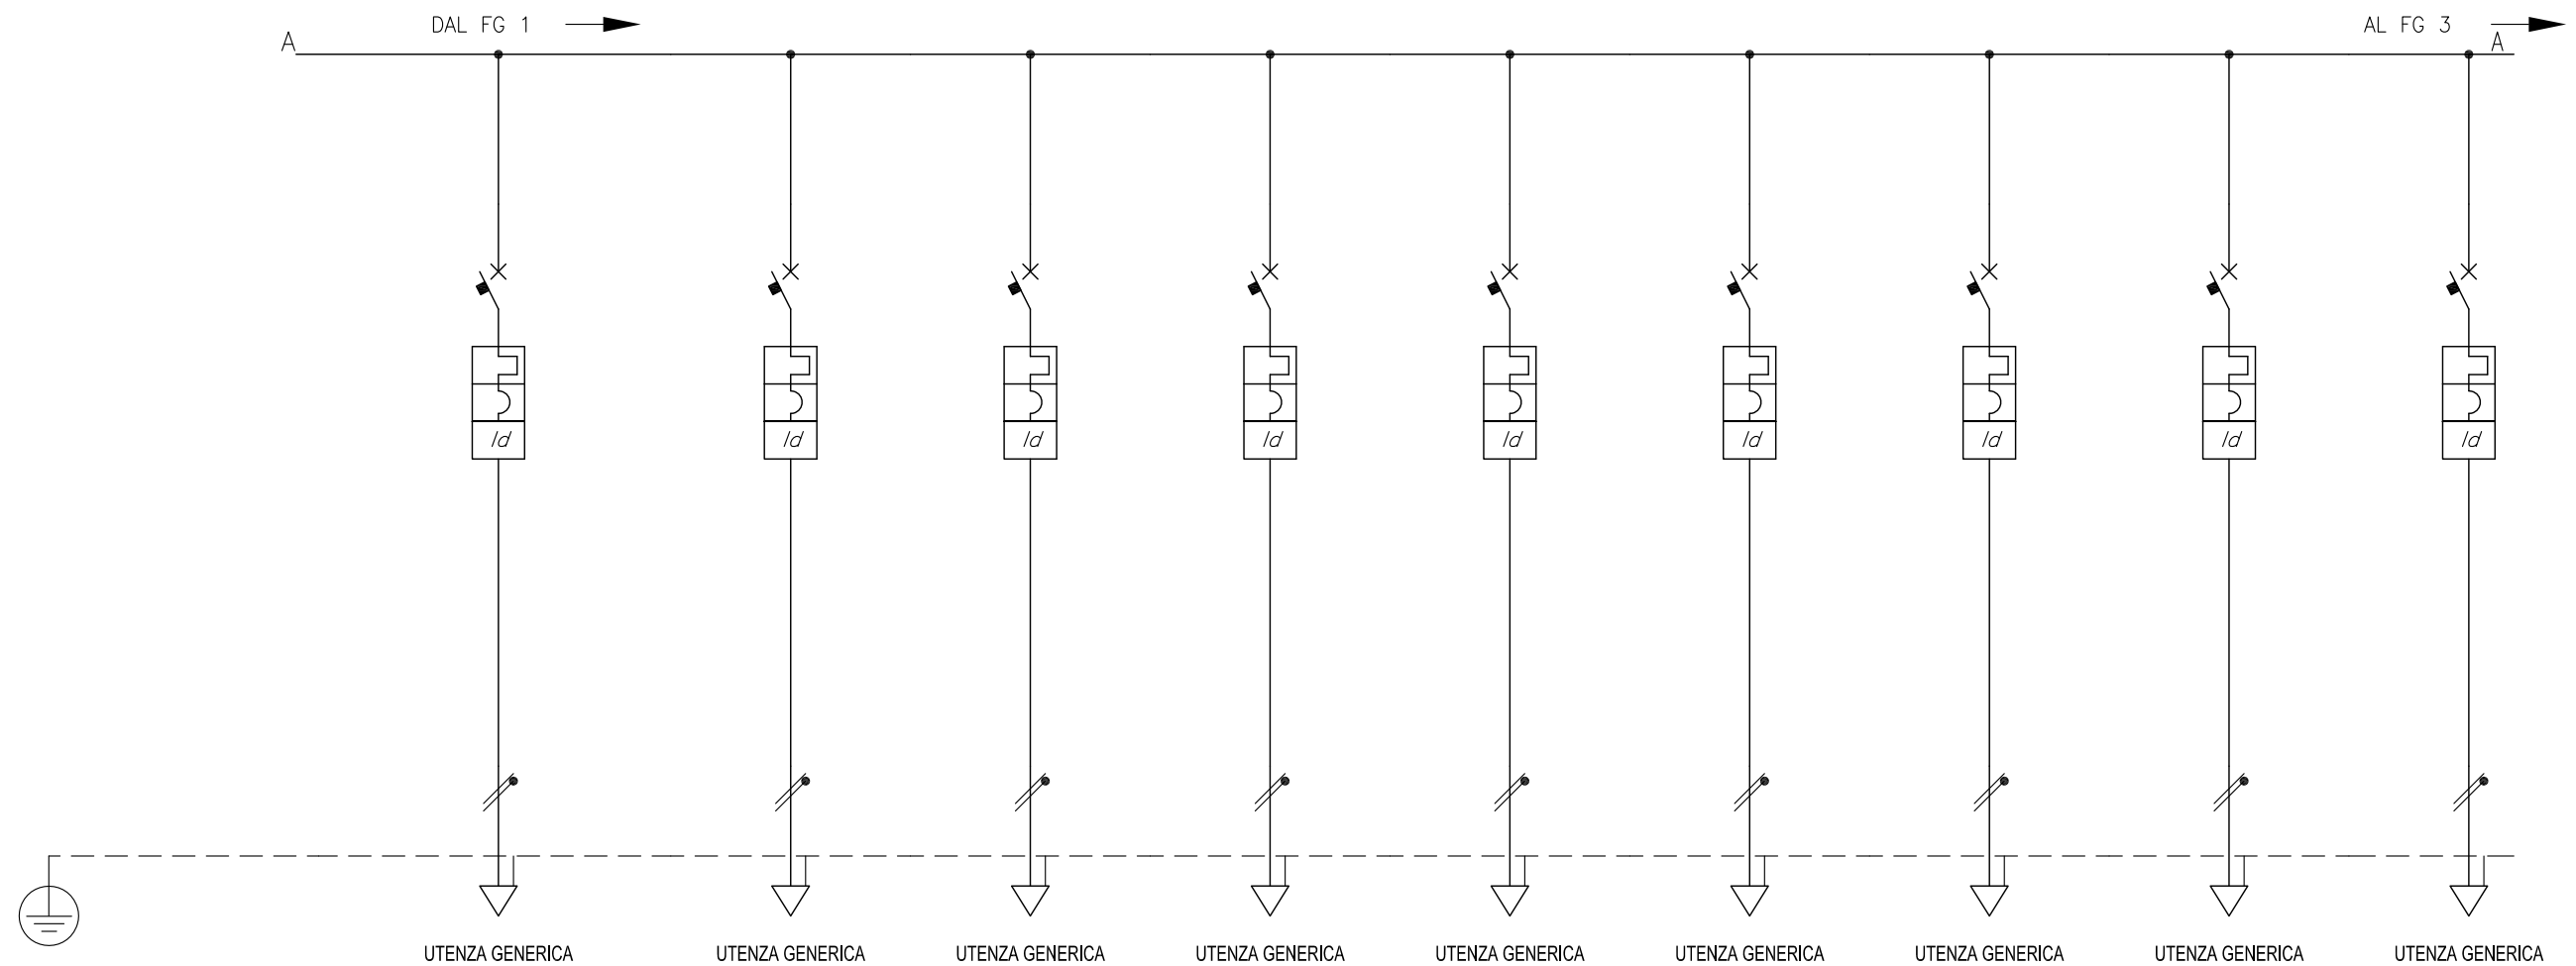 DAL FG 1
AL FG 3
A
A
Id Id Id Id Id Id Id Id Id
UTENZA GENERICA UTENZA GENERICA UTENZA GENERICA UTENZA GENERICA UTENZA GENERICA UTENZA GENERICA UTENZA GENERICA UTENZA GENERICA UTENZA GENERICA